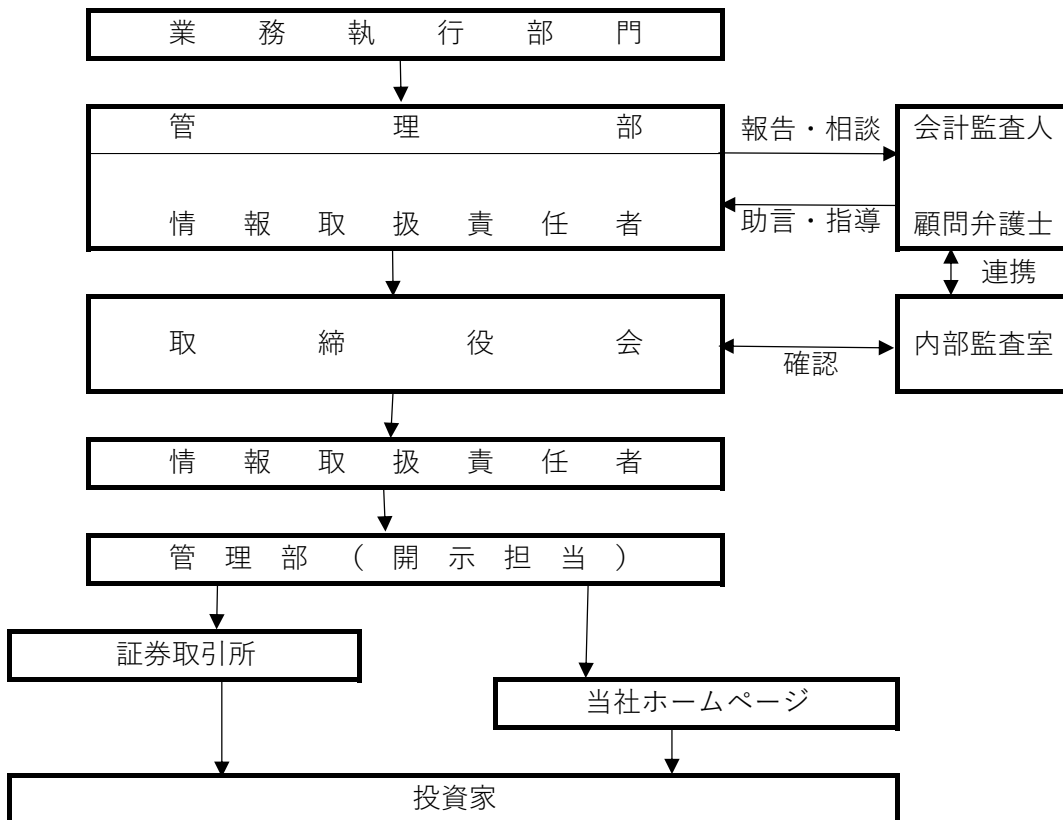 業務執行部門
管理部
報告・相談
会計監査人
情報取扱責任者
助言・指導
顧問弁護士
連携
取締役会
確認
内部監査室
情報取扱責任者
管理部(開示担当)
証券取引所
当社ホームページ
投資家